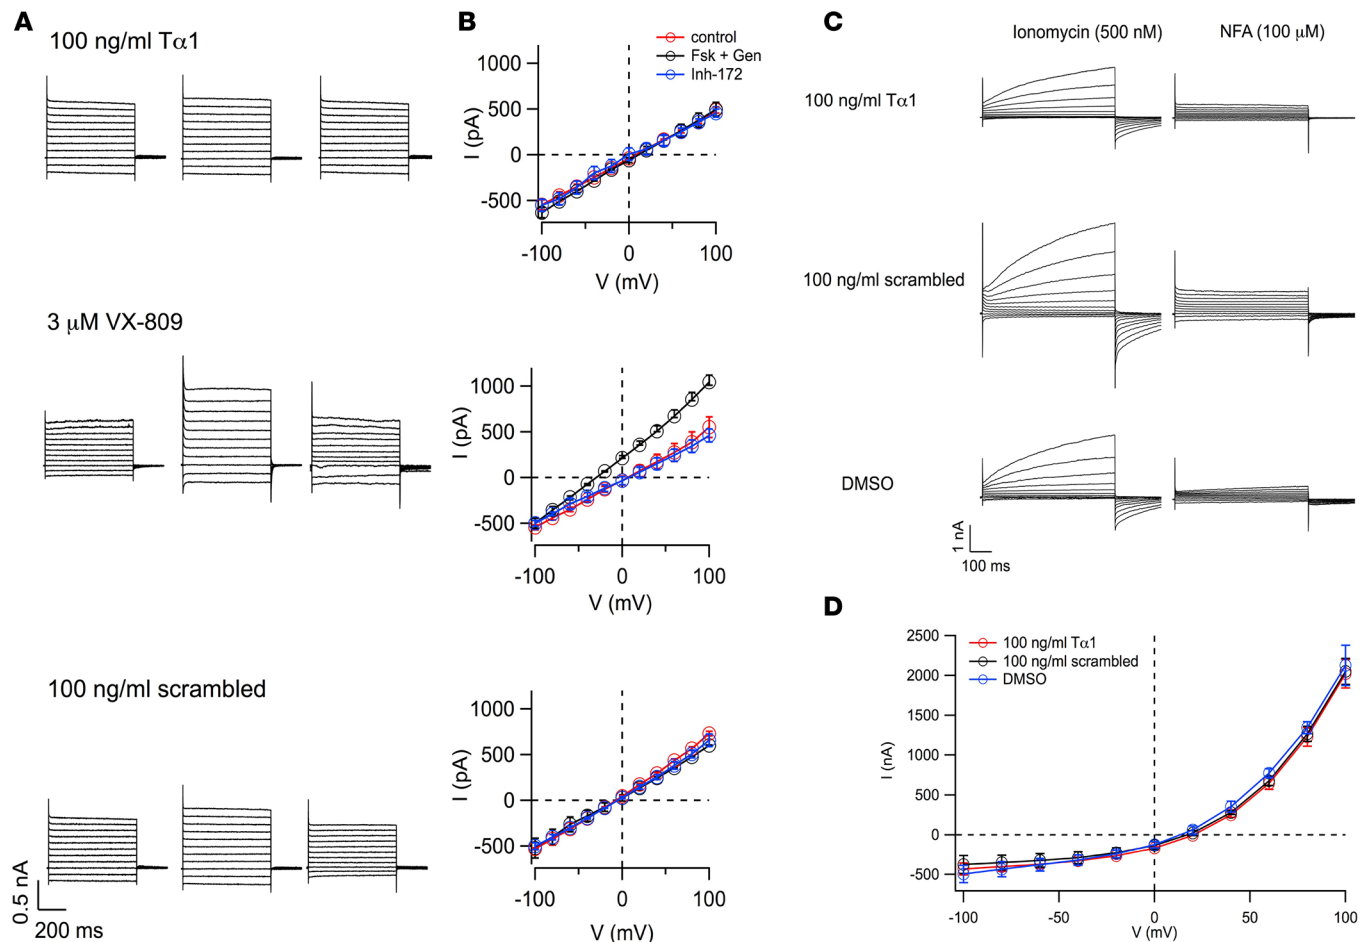 A
100 ng/ml Tα1
3 μM VX-809
100 ng/ml scrambled
0.5 nA
200 ms
B
control
Fsk + Gen
Inh-172
1000
500
0
-500
I (pA)
-100
0
100
V (mV)
1000
500
0
-500
I (pA)
-100
0
100
V (mV)
1000
500
0
-500
I (pA)
-100
0
100
V (mV)
C
Ionomycin (500 nM)
NFA (100 μM)
100 ng/ml Tα1
100 ng/ml scrambled
DMSO
1 nA
100 ms
D
100 ng/ml Tα1
100 ng/ml scrambled
DMSO
2500
2000
1500
1000
500
0
-500
I (nA)
-100
-50
0
50
100
V (mV)